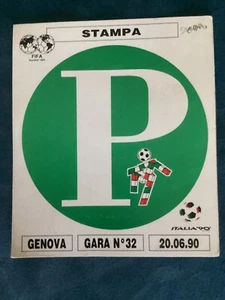 STAMPA
FIFA
P
ITALIA '90
GENOVA
GARA N° 32
20.06.90